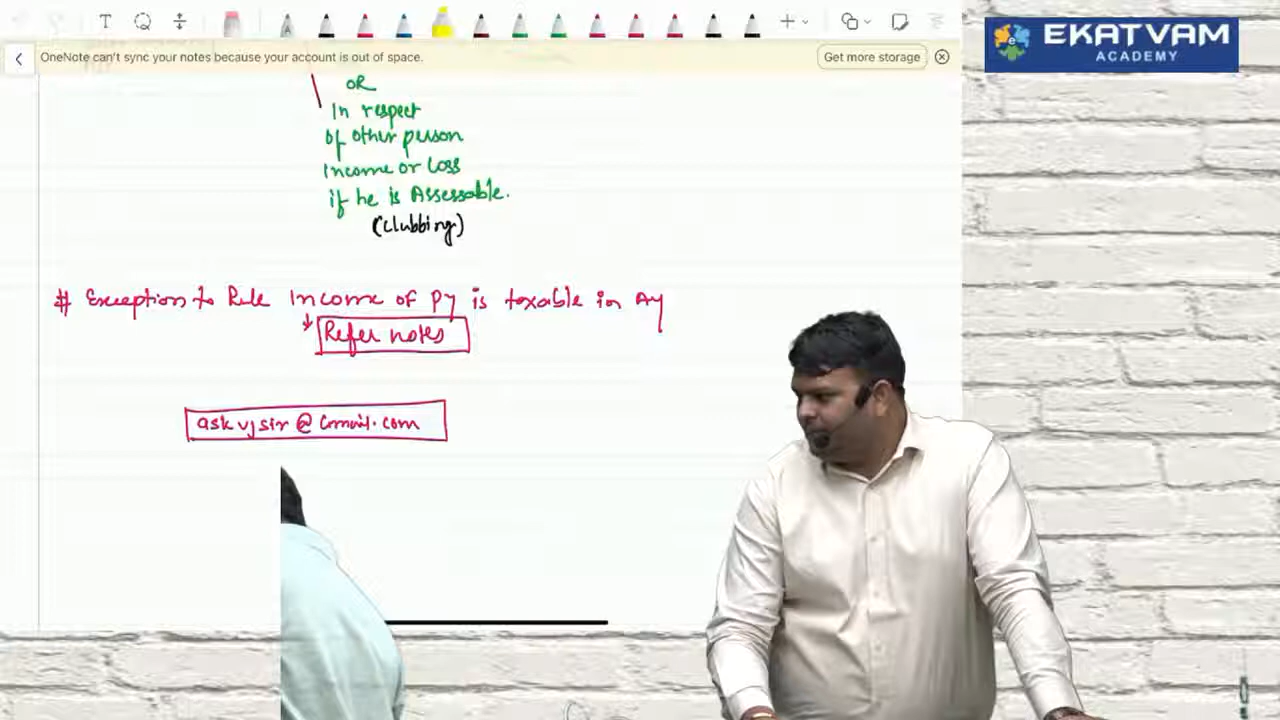 EKATVAM
ACADEMY
OneNote can't sync your notes because your account is out of space.
Get more storage
OR
In respect
of other person
Income or Loss
if he is Assessable.
(clubbing)
# Exception to Rule Income of Py is taxable in Ay
Refer notes
askvjsir@Gmail.com